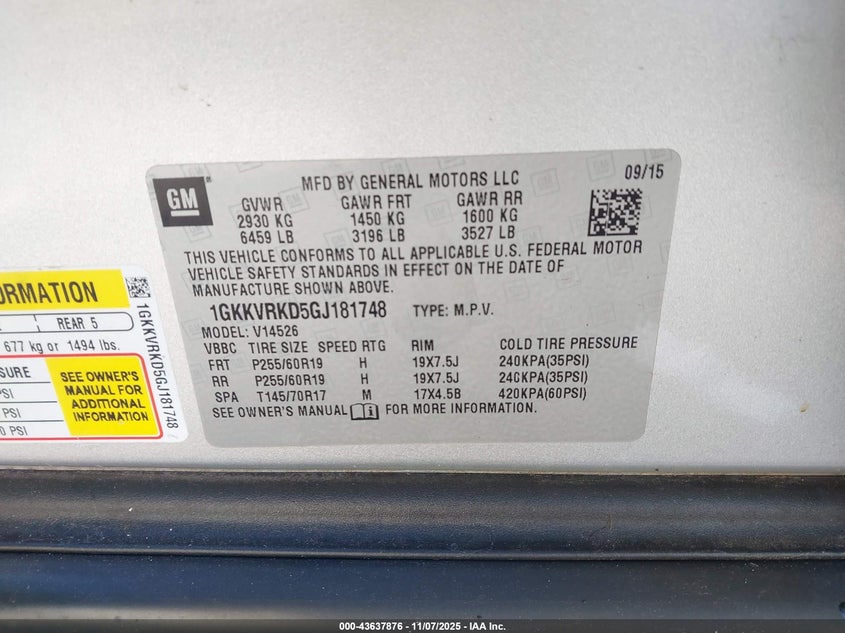 GM
MFD BY GENERAL MOTORS LLC
09/15
GVWR GAWR FRT GAWR RR
2930 KG 1450 KG 1600 KG
6459 LB 3196 LB 3527 LB
THIS VEHICLE CONFORMS TO ALL APPLICABLE U.S. FEDERAL MOTOR
VEHICLE SAFETY STANDARDS IN EFFECT ON THE DATE OF
MANUFACTURE SHOWN ABOVE.
1GKKVRKD5GJ181748 TYPE: M.P.V.
MODEL: V14526
VBBC TIRE SIZE SPEED RTG RIM COLD TIRE PRESSURE
FRT P255/60R19 H 19X7.5J 240KPA(35PSI)
RR P255/60R19 H 19X7.5J 240KPA(35PSI)
SPA T145/70R17 M 17X4.5B 420KPA(60PSI)
SEE OWNER'S MANUAL i FOR MORE INFORMATION.
ORMATION
REAR 5
677 kg or 1494 lbs.
SURE
PSI
PSI
0 PSI
SEE OWNER'S
MANUAL FOR
ADDITIONAL
INFORMATION
1GKKVRKD5GJ181748
000-43637876 | 11/07/2025 - IAA Inc.